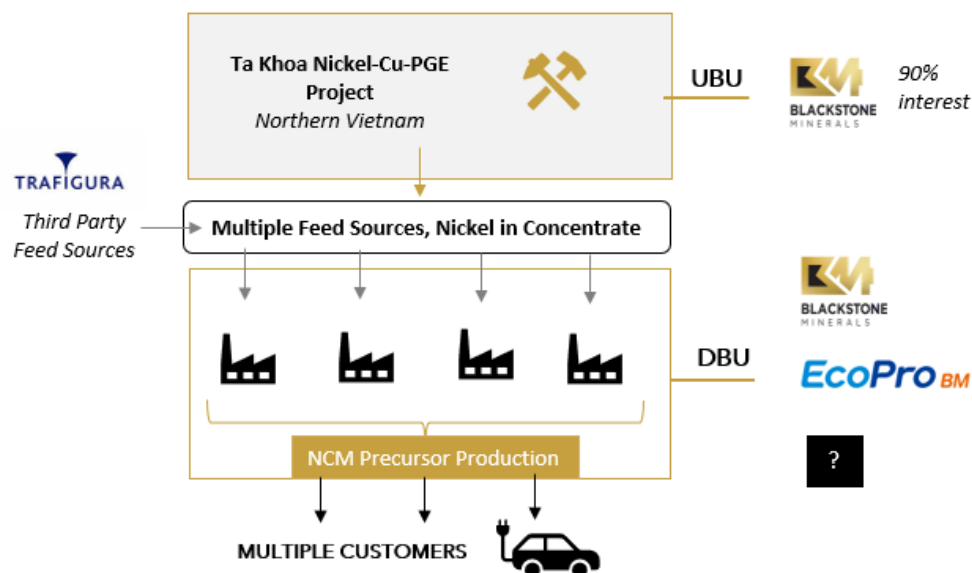 Ta Khoa Nickel-Cu-PGE
Project
Northern Vietnam
UBU
BLACKSTONE
MINERALS
90%
interest
TRAFIGURA
Third Party
Feed Sources
Multiple Feed Sources, Nickel in Concentrate
DBU
BLACKSTONE
MINERALS
EcoPro BM
NCM Precursor Production
?
MULTIPLE CUSTOMERS